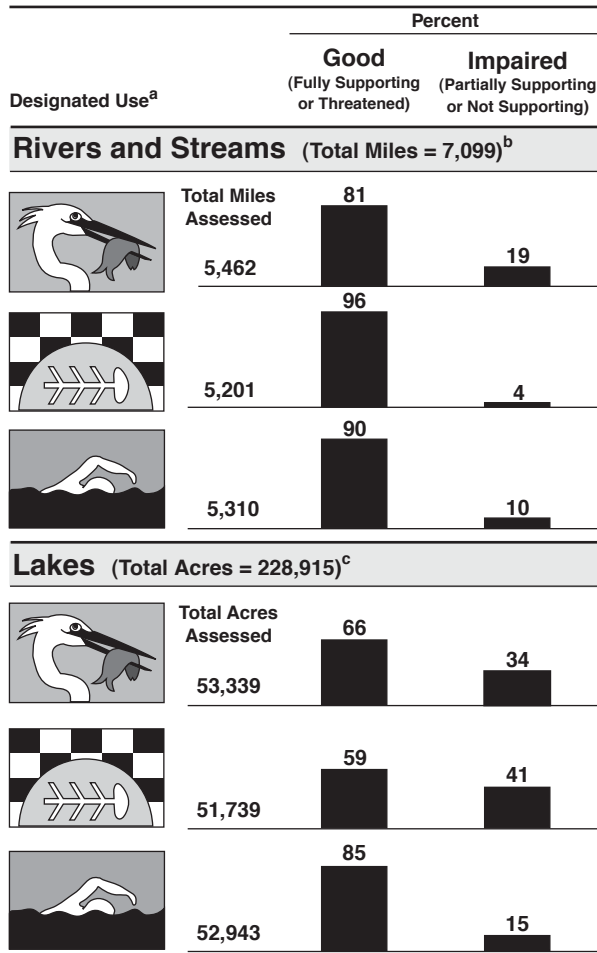 Percent
Designated Useᵃ
Good
(Fully Supporting
or Threatened)
Impaired
(Partially Supporting
or Not Supporting)
Rivers and Streams (Total Miles = 7,099)ᵇ
Total Miles
Assessed
81
5,462
19
96
5,201
4
90
5,310
10
Lakes (Total Acres = 228,915)ᶜ
Total Acres
Assessed
66
53,339
34
59
51,739
41
85
52,943
15